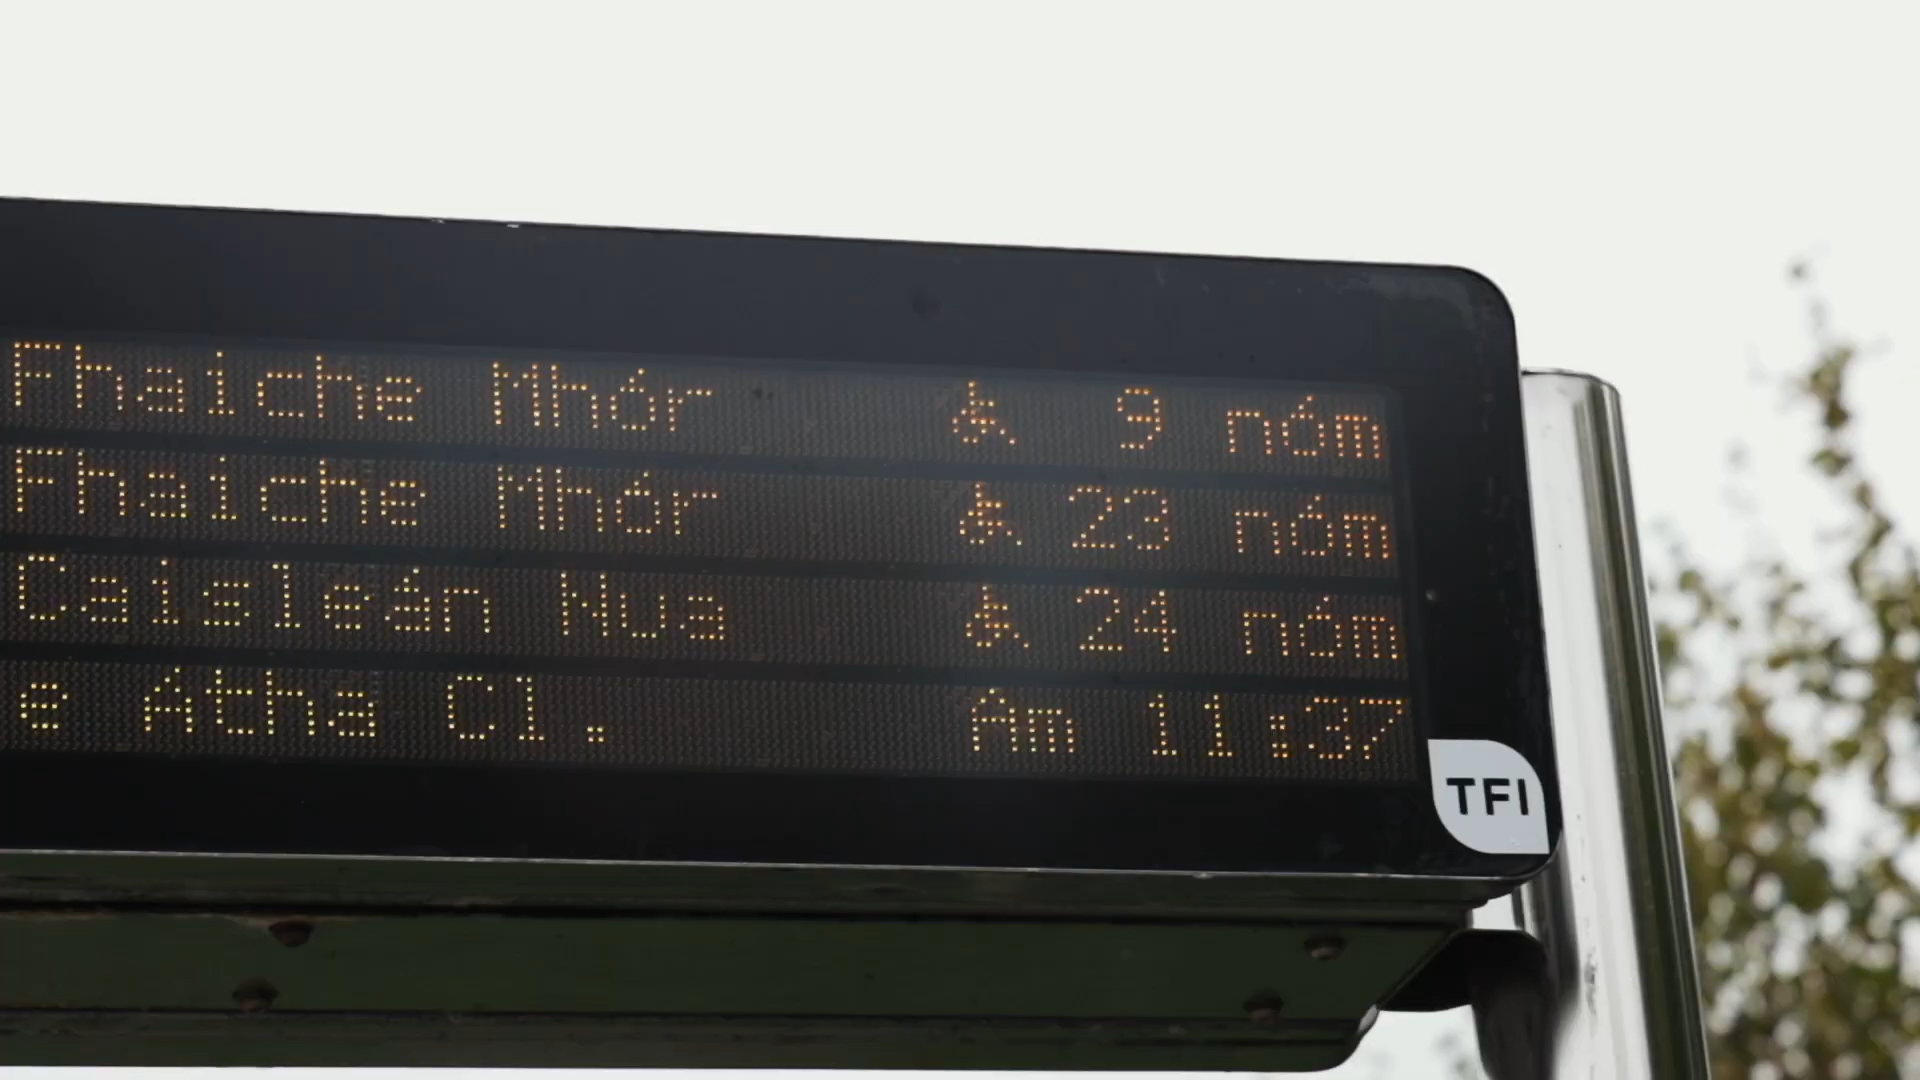 Fhaiche Mhór 9 nóm
Fhaiche Mhór 23 nóm
Caisleán Nua 24 nóm
e Átha Cl. Am 11:37
TFI